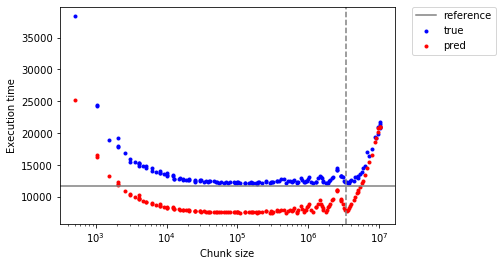 reference
true
pred
Execution time
35000
30000
25000
20000
15000
10000
10³
10⁴
10⁵
10⁶
10⁷
Chunk size